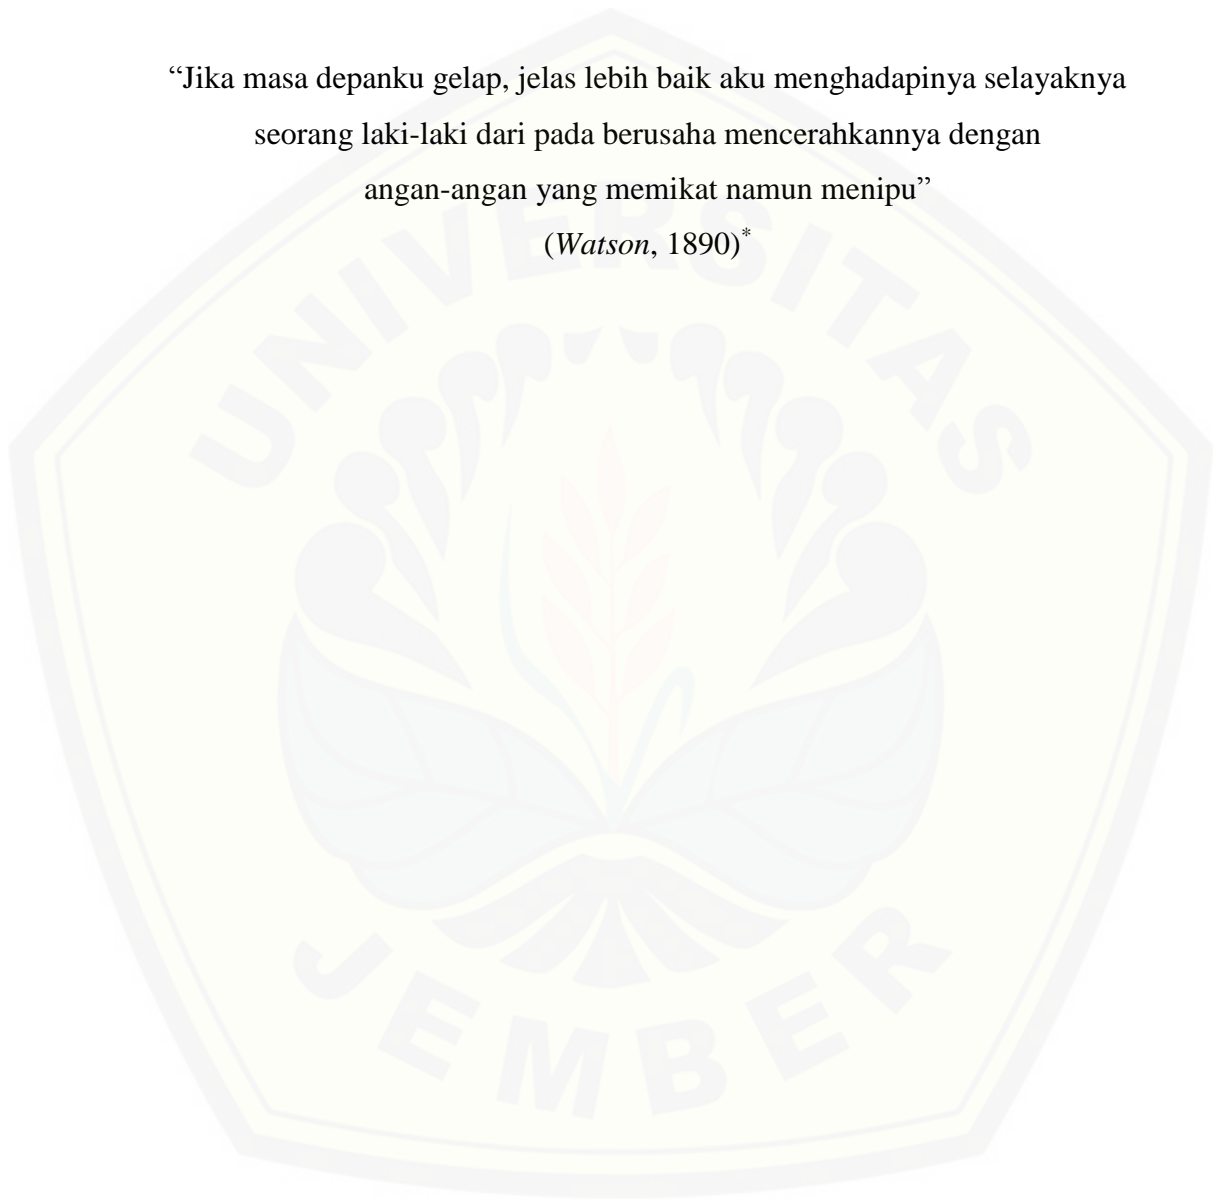 “Jika masa depanku gelap, jelas lebih baik aku menghadapinya selayaknya
seorang laki-laki dari pada berusaha mencerahkannya dengan
angan-angan yang memikat namun menipu”
(Watson, 1890)*
UNIVERSITAS
JEMBER